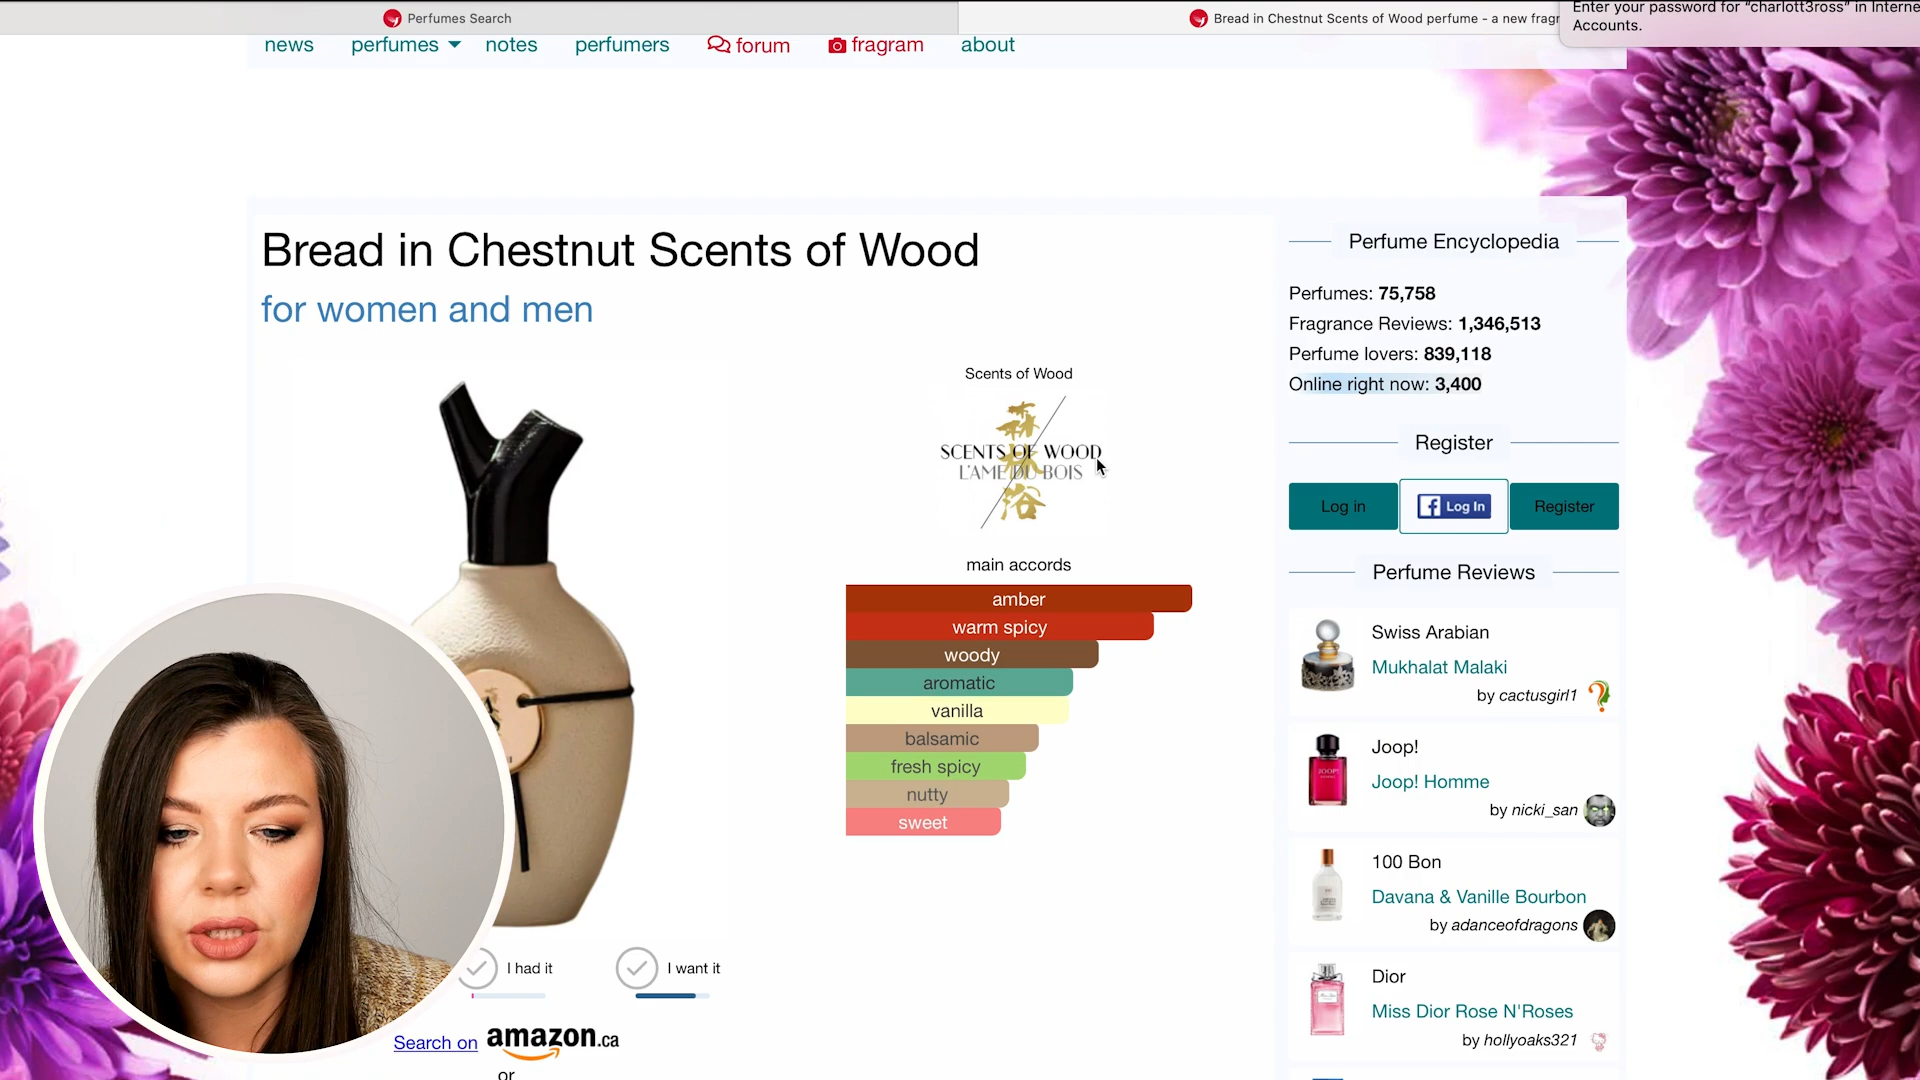 Perfumes Search
Bread in Chestnut Scents of Wood perfume - a new fragr
Enter your password for "charlott3ross" in Interne
Accounts.
news
perfumes
notes
perfumers
forum
fragram
about
Bread in Chestnut Scents of Wood
for women and men
Scents of Wood
森
林
浴
SCENTS OF WOOD
L'AME DU BOIS
main accords
amber
warm spicy
woody
aromatic
vanilla
balsamic
fresh spicy
nutty
sweet
I had it
I want it
Search on amazon.ca
or
Perfume Encyclopedia
Perfumes: 75,758
Fragrance Reviews: 1,346,513
Perfume lovers: 839,118
Online right now: 3,400
Register
Log in
Log In
Register
Perfume Reviews
Swiss Arabian
Mukhalat Malaki
by cactusgirl1
Joop!
Joop! Homme
by nicki_san
100 Bon
Davana & Vanille Bourbon
by adanceofdragons
Dior
Miss Dior Rose N'Roses
by hollyoaks321